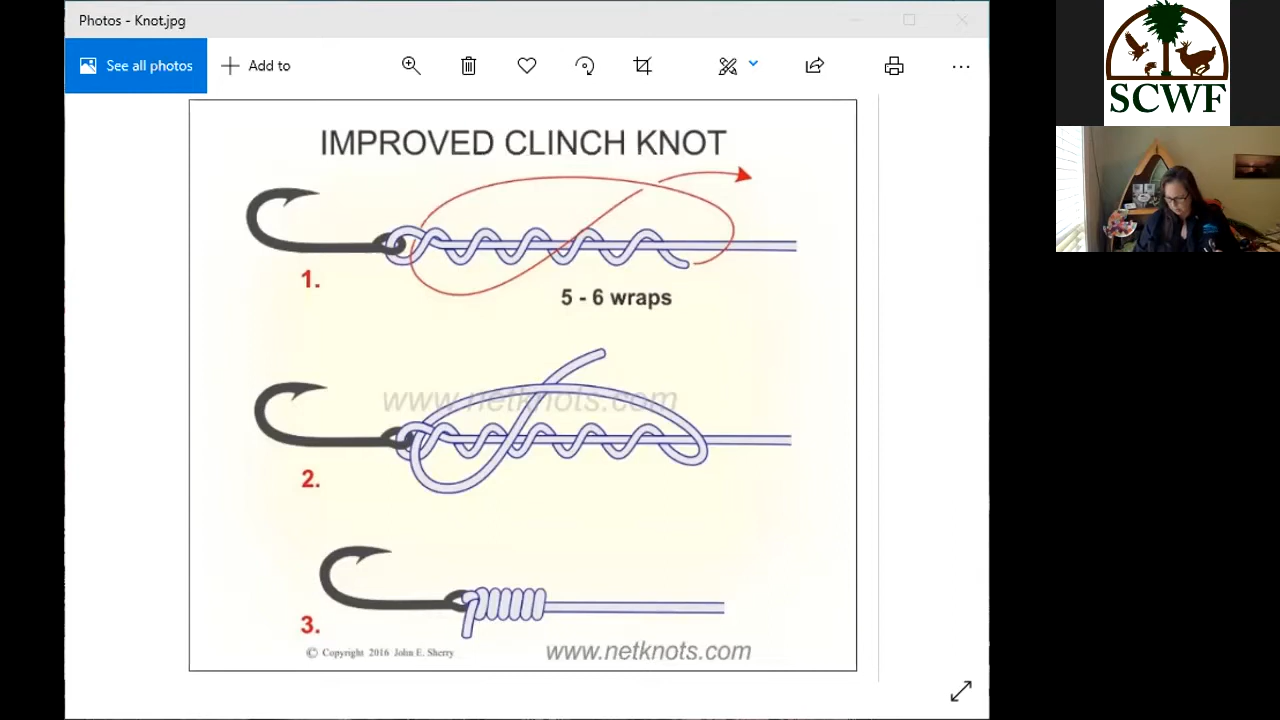 Photos - Knot.jpg
See all photos
Add to
SCWF
IMPROVED CLINCH KNOT
1.
5 - 6 wraps
www.netknots.com
2.
3.
© Copyright 2016 John E. Sherry
www.netknots.com